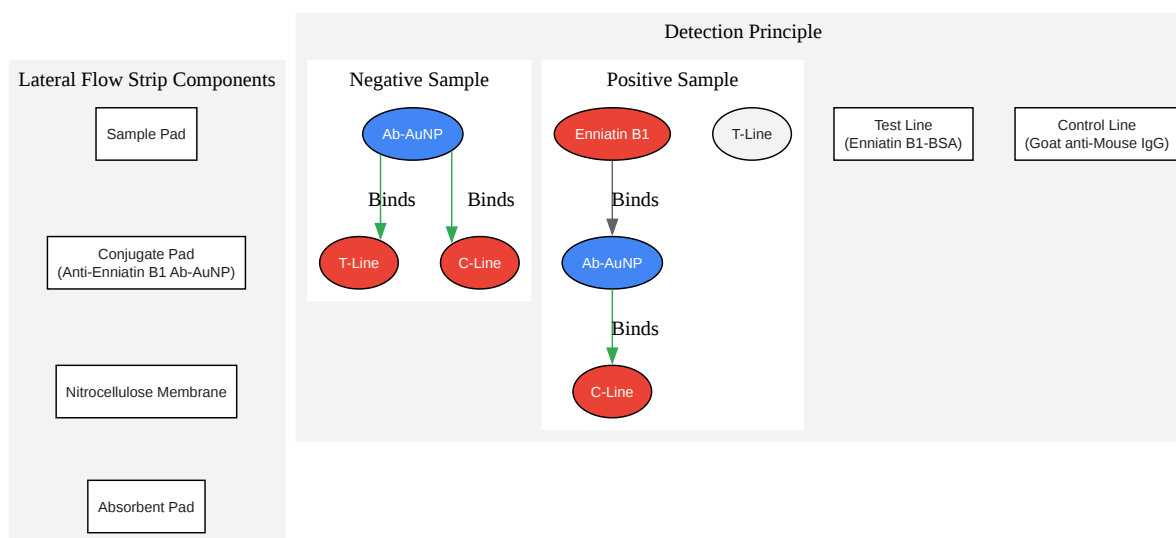 Detection Principle
Lateral Flow Strip Components
Sample Pad
Conjugate Pad
(Anti-Enniatin B1 Ab-AuNP)
Nitrocellulose Membrane
Absorbent Pad
Negative Sample
Ab-AuNP
Binds
Binds
T-Line
C-Line
Positive Sample
Enniatin B1
T-Line
Binds
Ab-AuNP
Binds
C-Line
Test Line
(Enniatin B1-BSA)
Control Line
(Goat anti-Mouse IgG)